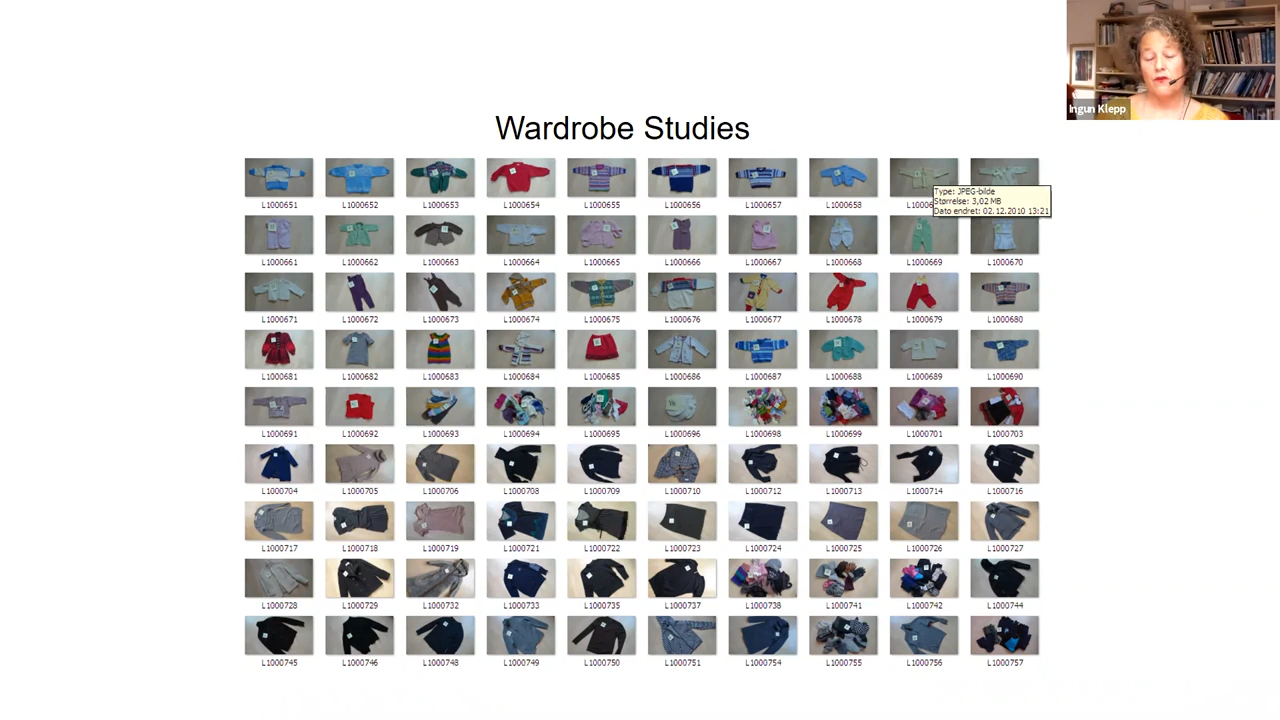 Ingun Klepp
Wardrobe Studies
L1000651 L1000652 L1000653 L1000654 L1000655 L1000656 L1000657 L1000658 L10006
Type: JPEG-bilde
Størrelse: 3,02 MB
Dato endret: 02.12.2010 13:21
L1000661 L1000662 L1000663 L1000664 L1000665 L1000666 L1000667 L1000668 L1000669 L1000670
L1000671 L1000672 L1000673 L1000674 L1000675 L1000676 L1000677 L1000678 L1000679 L1000680
L1000681 L1000682 L1000683 L1000684 L1000685 L1000686 L1000687 L1000688 L1000689 L1000690
L1000691 L1000692 L1000693 L1000694 L1000695 L1000696 L1000698 L1000699 L1000701 L1000703
L1000704 L1000705 L1000706 L1000708 L1000709 L1000710 L1000712 L1000713 L1000714 L1000716
L1000717 L1000718 L1000719 L1000721 L1000722 L1000723 L1000724 L1000725 L1000726 L1000727
L1000728 L1000729 L1000732 L1000733 L1000735 L1000737 L1000738 L1000741 L1000742 L1000744
L1000745 L1000746 L1000748 L1000749 L1000750 L1000751 L1000754 L1000755 L1000756 L1000757